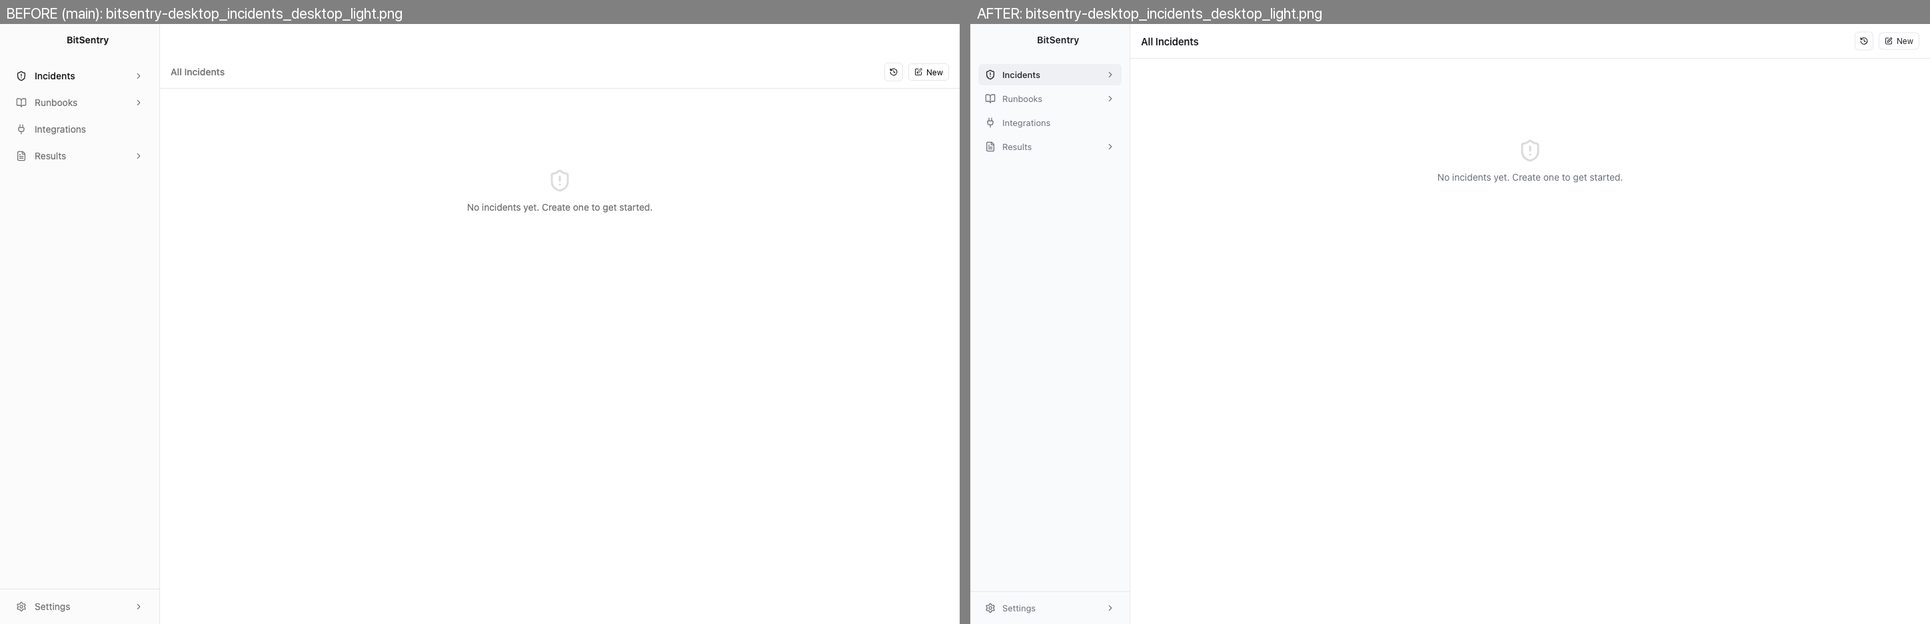 BEFORE (main): bitsentry-desktop_incidents_desktop_light.png
BitSentry
Incidents
Runbooks
Integrations
Results
Settings
All Incidents
New
No incidents yet. Create one to get started.
AFTER: bitsentry-desktop_incidents_desktop_light.png
BitSentry
Incidents
Runbooks
Integrations
Results
Settings
All Incidents
New
No incidents yet. Create one to get started.